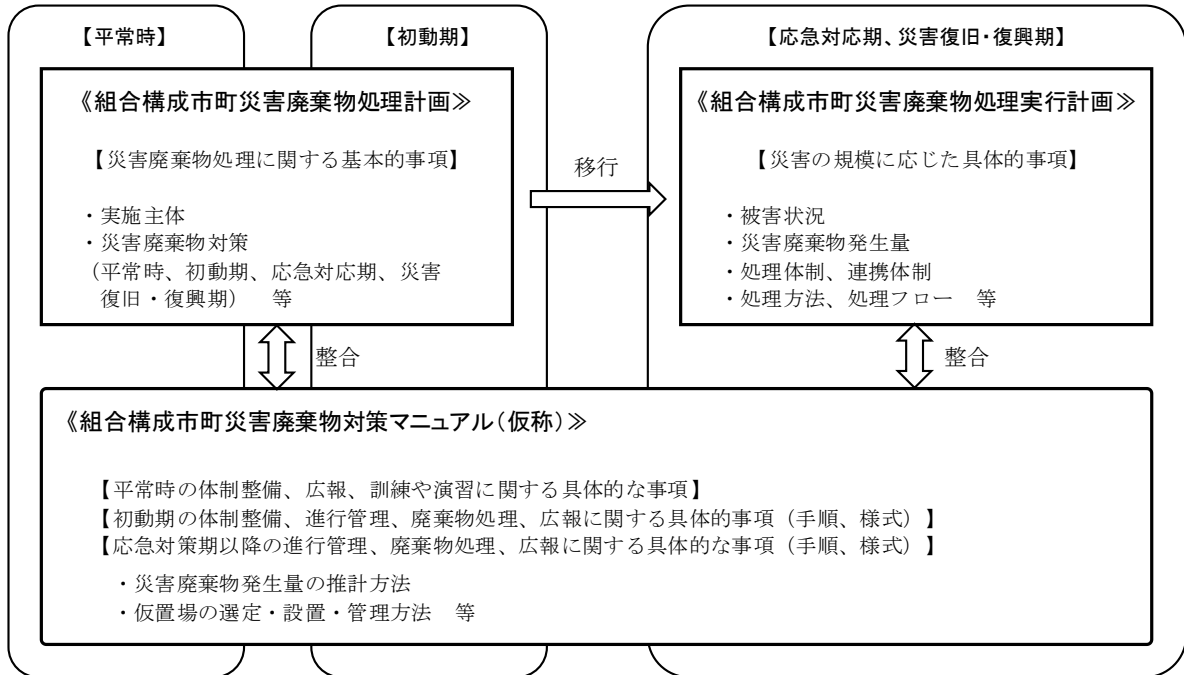 【平常時】
【初動期】
【応急対応期、災害復旧・復興期】
《組合構成市町災害廃棄物処理計画≫
【災害廃棄物処理に関する基本的事項】
・実施主体
・災害廃棄物対策
（平常時、初動期、応急対応期、災害
復旧・復興期）　等
移行
《組合構成市町災害廃棄物処理実行計画≫
【災害の規模に応じた具体的事項】
・被害状況
・災害廃棄物発生量
・処理体制、連携体制
・処理方法、処理フロー　等
整合
整合
《組合構成市町災害廃棄物対策マニュアル（仮称）≫
【平常時の体制整備、広報、訓練や演習に関する具体的な事項】
【初動期の体制整備、進行管理、廃棄物処理、広報に関する具体的事項（手順、様式）】
【応急対策期以降の進行管理、廃棄物処理、広報に関する具体的な事項（手順、様式）】
・災害廃棄物発生量の推計方法
・仮置場の選定・設置・管理方法　等